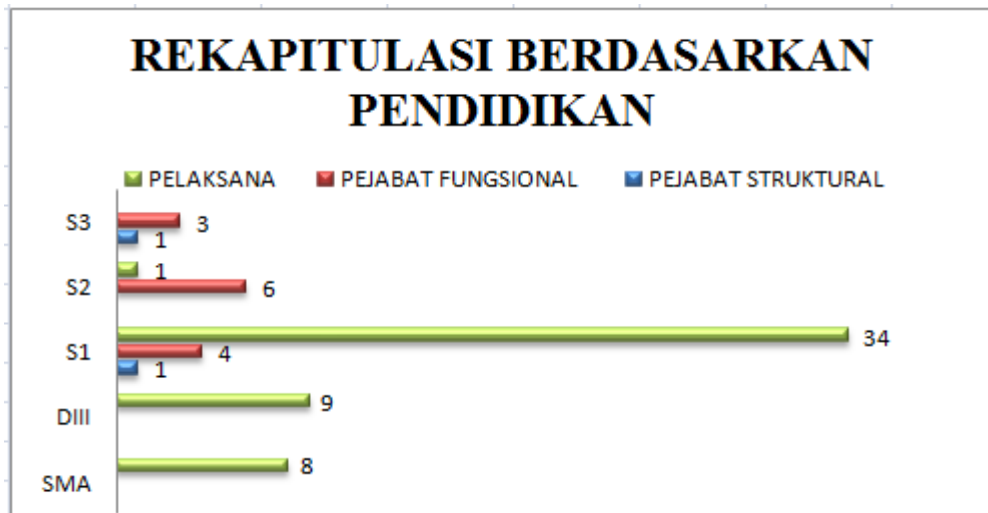 REKAPITULASI BERDASARKAN
PENDIDIKAN
PELAKSANA PEJABAT FUNGSIONAL PEJABAT STRUKTURAL
S3
3
1
S2
1
6
S1
34
4
1
DIII
9
SMA
8